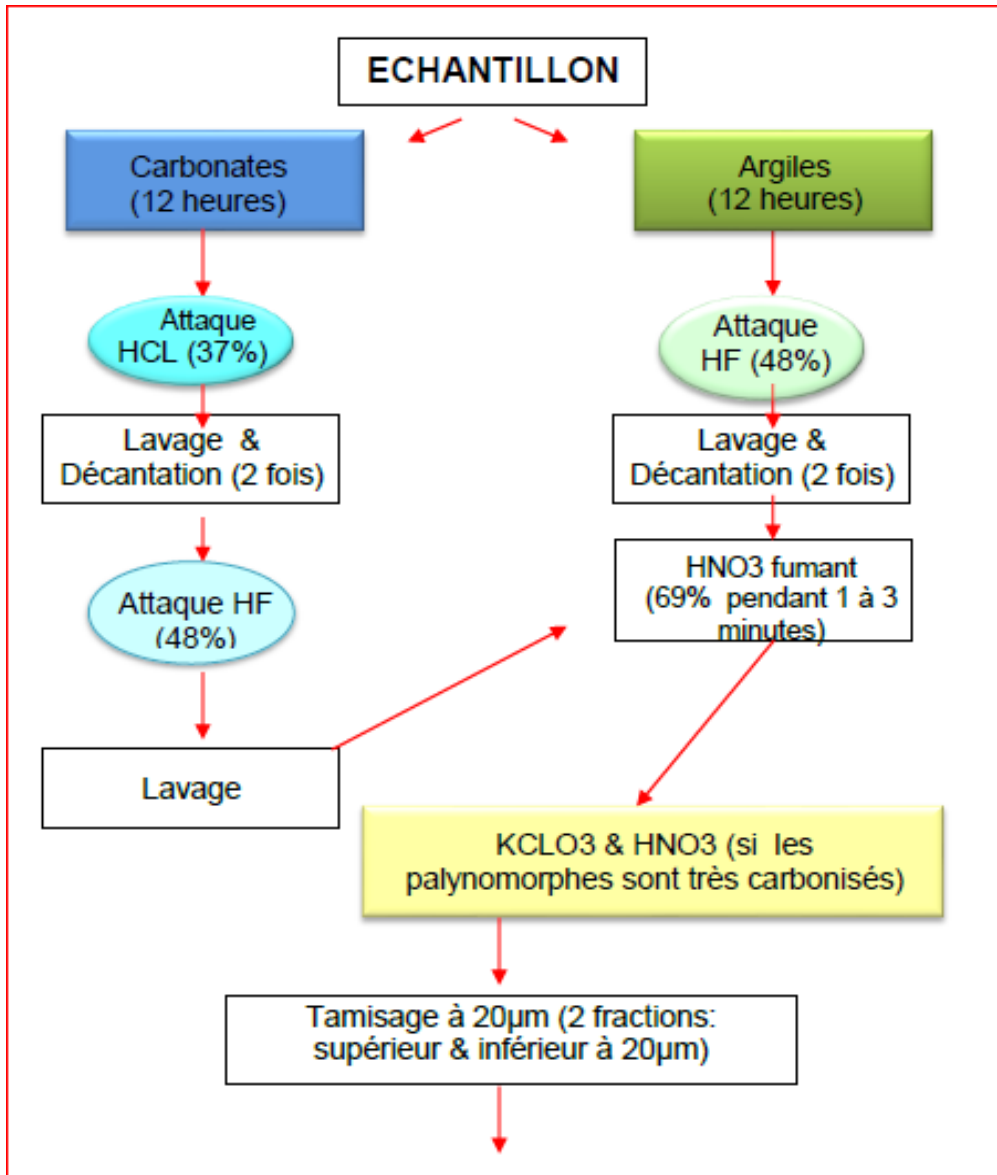 ECHANTILLON
Carbonates
(12 heures)
Argiles
(12 heures)
Attaque
HCL (37%)
Attaque
HF (48%)
Lavage &
Décantation (2 fois)
Lavage &
Décantation (2 fois)
Attaque HF
(48%)
HNO3 fumant
(69% pendant 1 à 3
minutes)
Lavage
KCLO3 & HNO3 (si les
palynomorphes sont très carbonisés)
Tamisage à 20µm (2 fractions:
supérieur & inférieur à 20µm)